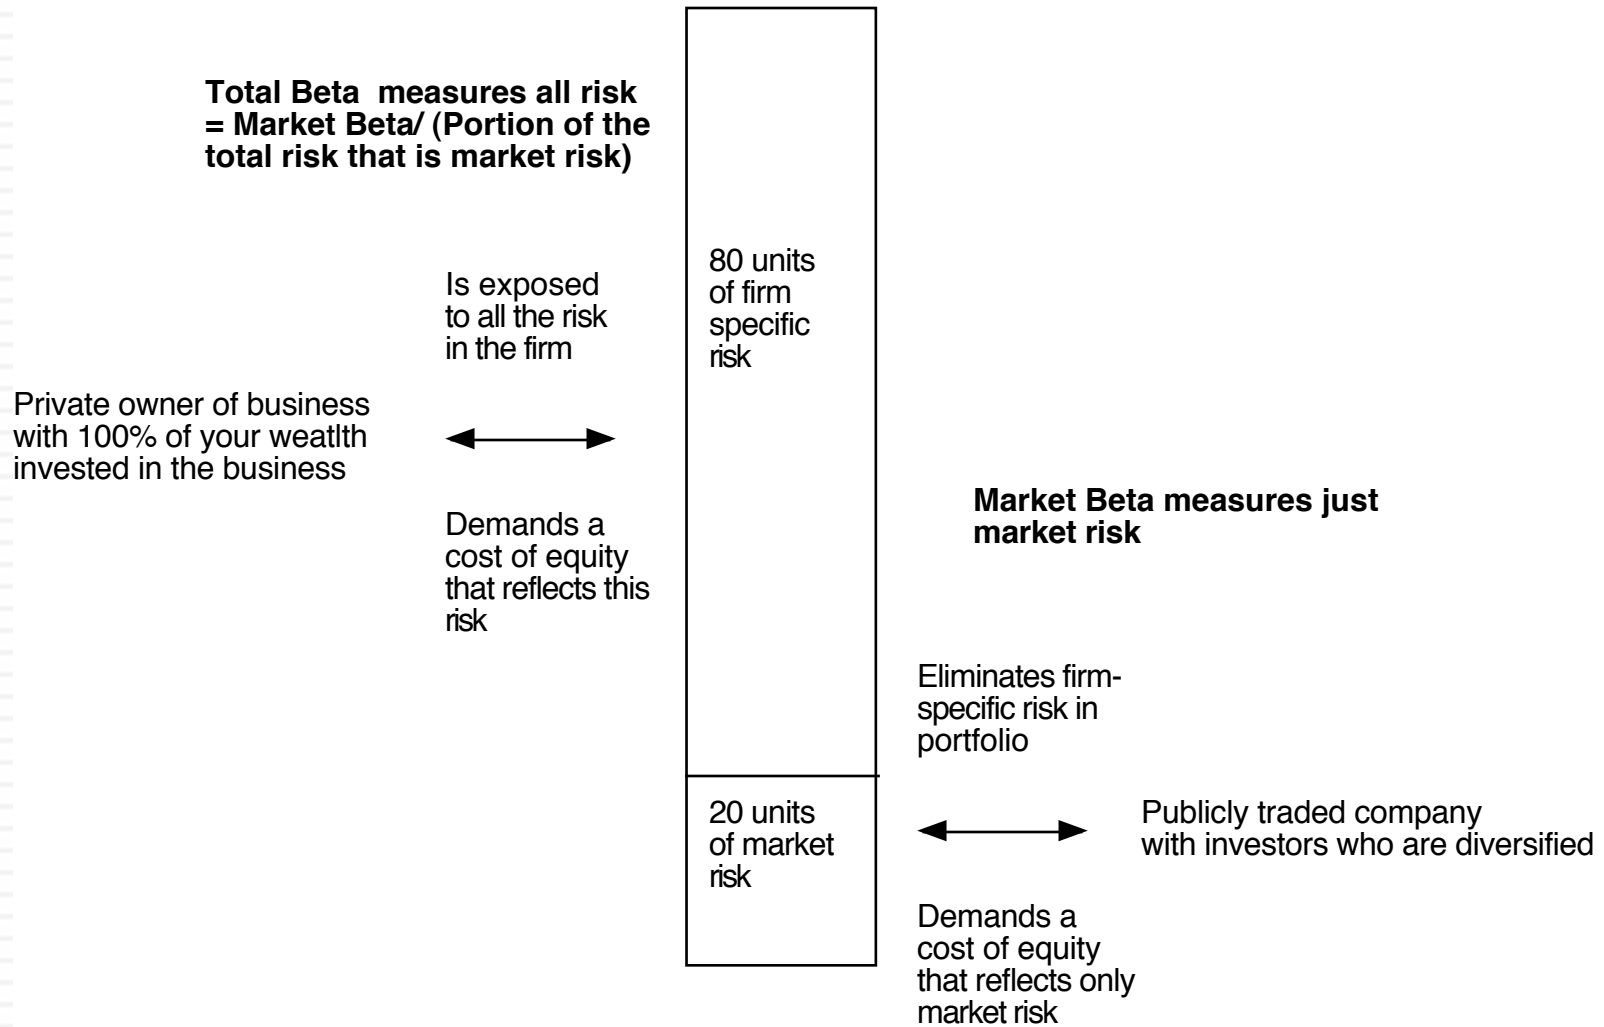 Total Beta  measures all risk
= Market Beta/ (Portion of the
total risk that is market risk)
80 units
of firm
specific
risk
Is exposed
to all the risk
in the firm
Private owner of business
with 100% of your weatlth
invested in the business
Demands a
cost of equity
that reflects this
risk
Market Beta measures just
market risk
Eliminates firm-
specific risk in
portfolio
20 units
of market
risk
Publicly traded company
with investors who are diversified
Demands a
cost of equity
that reflects only
market risk